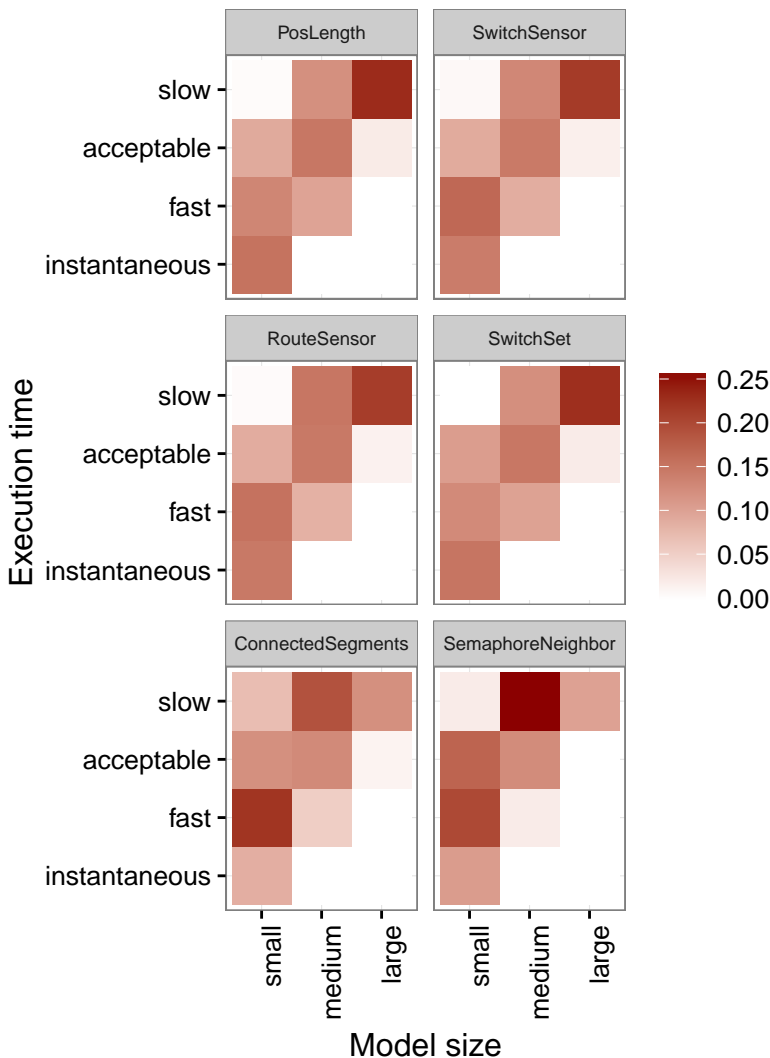 PosLength
SwitchSensor
slow
acceptable
fast
instantaneous
RouteSensor
SwitchSet
slow
acceptable
fast
instantaneous
ConnectedSegments
SemaphoreNeighbor
slow
acceptable
fast
instantaneous
small
medium
large
small
medium
large
Model size
Execution time
0.25
0.20
0.15
0.10
0.05
0.00